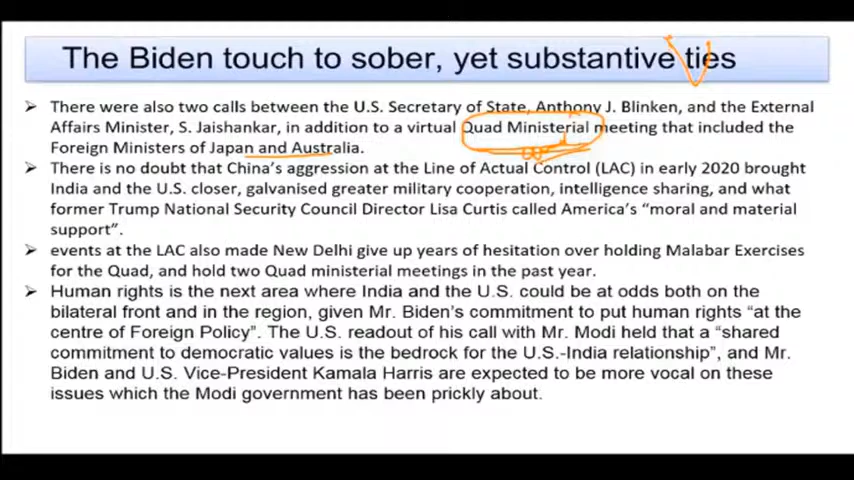 The Biden touch to sober, yet substantive ties
There were also two calls between the U.S. Secretary of State, Anthony J. Blinken, and the External
Affairs Minister, S. Jaishankar, in addition to a virtual Quad Ministerial meeting that included the
Foreign Ministers of Japan and Australia.
There is no doubt that China's aggression at the Line of Actual Control (LAC) in early 2020 brought
India and the U.S. closer, galvanised greater military cooperation, intelligence sharing, and what
former Trump National Security Council Director Lisa Curtis called America's “moral and material
support”.
events at the LAC also made New Delhi give up years of hesitation over holding Malabar Exercises
for the Quad, and hold two Quad ministerial meetings in the past year.
Human rights is the next area where India and the U.S. could be at odds both on the
bilateral front and in the region, given Mr. Biden's commitment to put human rights “at the
centre of Foreign Policy”. The U.S. readout of his call with Mr. Modi held that a “shared
commitment to democratic values is the bedrock for the U.S.-India relationship”, and Mr.
Biden and U.S. Vice-President Kamala Harris are expected to be more vocal on these
issues which the Modi government has been prickly about.